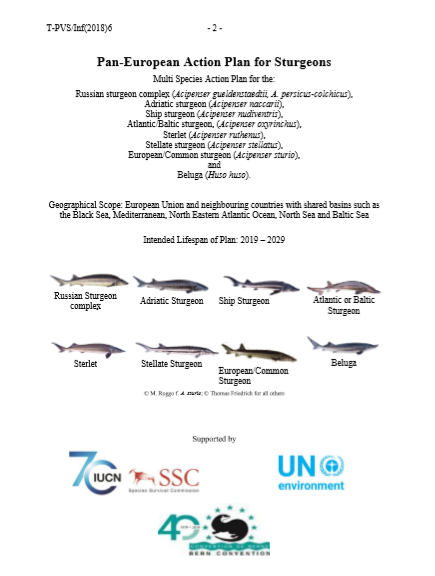 T-PVS/Inf(2018)6
- 2 -
Pan-European Action Plan for Sturgeons
Multi Species Action Plan for the:
Russian sturgeon complex (Acipenser gueldenstaedtii, A. persicus-colchicus),
Adriatic sturgeon (Acipenser naccarii),
Ship sturgeon (Acipenser nudiventris),
Atlantic/Baltic sturgeon, (Acipenser oxyrinchus),
Sterlet (Acipenser ruthenus),
Stellate sturgeon (Acipenser stellatus),
European/Common sturgeon (Acipenser sturio),
and
Beluga (Huso huso).
Geographical Scope: European Union and neighbouring countries with shared basins such as
the Black Sea, Mediterranean, North Eastern Atlantic Ocean, North Sea and Baltic Sea
Intended Lifespan of Plan: 2019 – 2029
Russian Sturgeon
complex
Adriatic Sturgeon
Ship Sturgeon
Atlantic or Baltic
Sturgeon
Sterlet
Stellate Sturgeon
European/Common
Sturgeon
Beluga
© M. Roggo f. A. sturio; © Thomas Friedrich for all others
Supported by
70 IUCN
SSC
Species Survival Commission
UN
environment
40
BERN CONVENTION